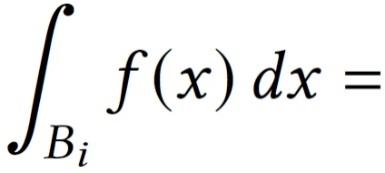 ∫_{B_i} f(x) dx =